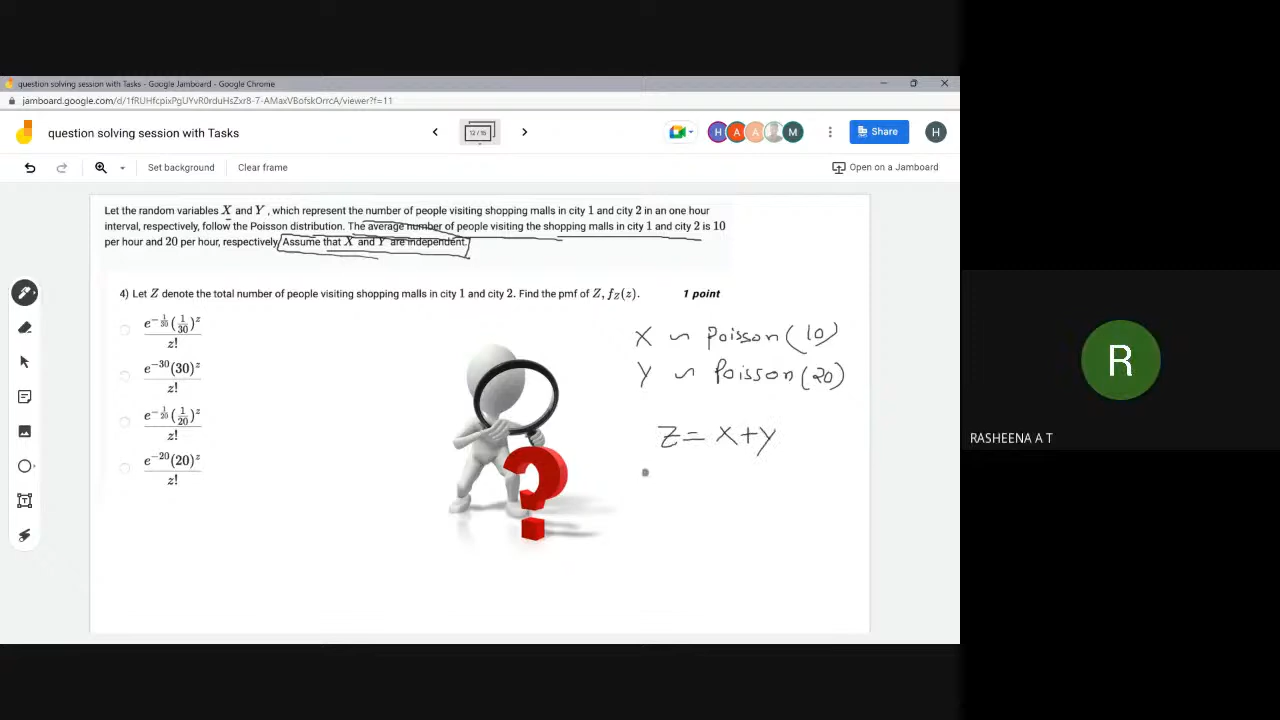 question solving session with Tasks - Google Jamboard - Google Chrome
jamboard.google.com/d/1fRUHfcpixPgUYvR0rduHsZxr8-7-AMaxVBofskOrrcA/viewer?f=11
question solving session with Tasks
12 / 15
H A A M
Share
H
Set background
Clear frame
Open on a Jamboard
Let the random variables X and Y, which represent the number of people visiting shopping malls in city 1 and city 2 in an one hour
interval, respectively, follow the Poisson distribution. The average number of people visiting the shopping malls in city 1 and city 2 is 10
per hour and 20 per hour, respectively. Assume that X and Y are independent.
4) Let Z denote the total number of people visiting shopping malls in city 1 and city 2. Find the pmf of Z, f_Z(z). 1 point
e^{-\frac{1}{30}}(\frac{1}{30})^z
z!
e^{-30}(30)^z
z!
e^{-\frac{1}{20}}(\frac{1}{20})^z
z!
e^{-20}(20)^z
z!
X ~ Poisson(10)
Y ~ Poisson(20)
Z = X+Y
R
RASHEENA A T